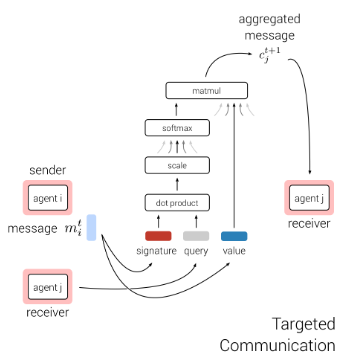 aggregated
message
c_j^{t+1}
matmul
softmax
scale
sender
agent i
dot product
agent j
receiver
message m_i^t
signature query value
agent j
receiver
Targeted
Communication